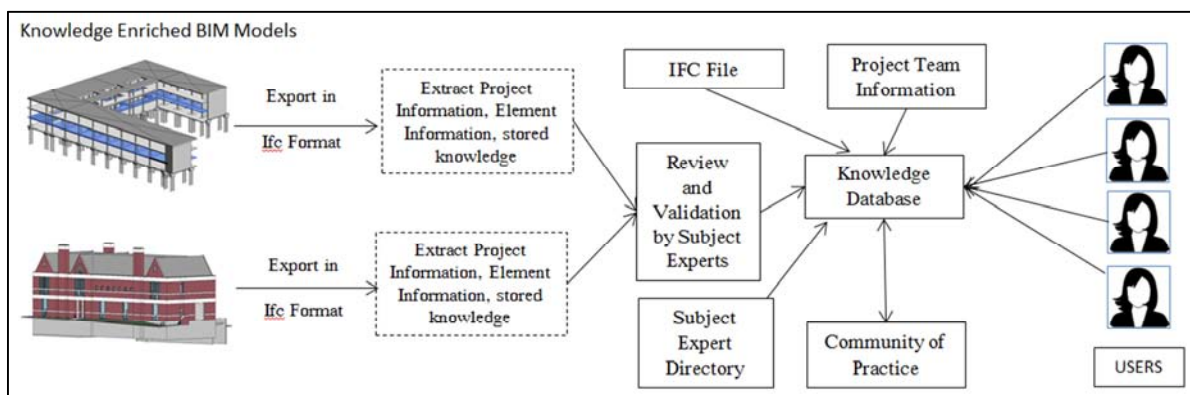 Knowledge Enriched BIM Models
Export in
Ifc Format
Extract Project
Information, Element
Information, stored
knowledge
Export in
Ifc Format
Extract Project
Information, Element
Information, stored
knowledge
Review
and
Validation
by Subject
Experts
IFC File
Project Team
Information
Knowledge
Database
Subject
Expert
Directory
Community of
Practice
USERS